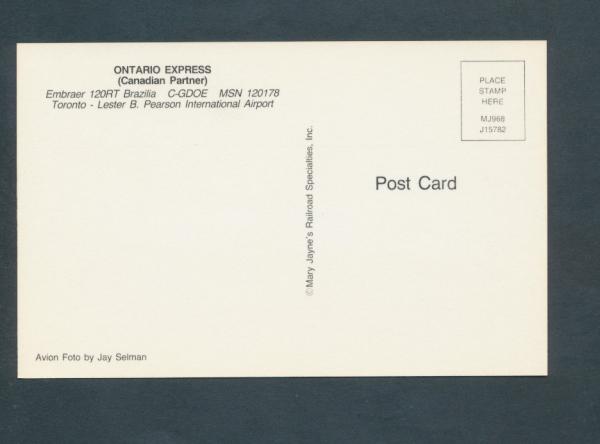 ONTARIO EXPRESS
(Canadian Partner)
Embraer 120RT Brazilia C-GDOE MSN 120178
Toronto - Lester B. Pearson International Airport
PLACE
STAMP
HERE
MJ968
J15782
©Mary Jayne's Railroad Specialties, Inc.
Post Card
Avion Foto by Jay Selman